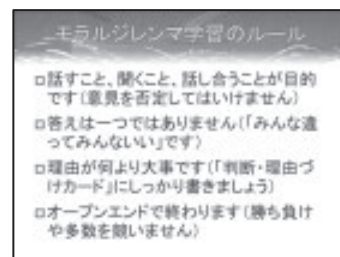 モラルジレンマ学習のルール
□話すこと、聞くこと、話し合うことが目的
です(意見を否定してはいけません)
□答えは一つではありません(「みんな違
ってみんないい」です)
□理由が何より大事です(「判断・理由づ
けカード」にしっかり書きましょう)
□オープンエンドで終わります(勝ち負け
や多数を競いません)